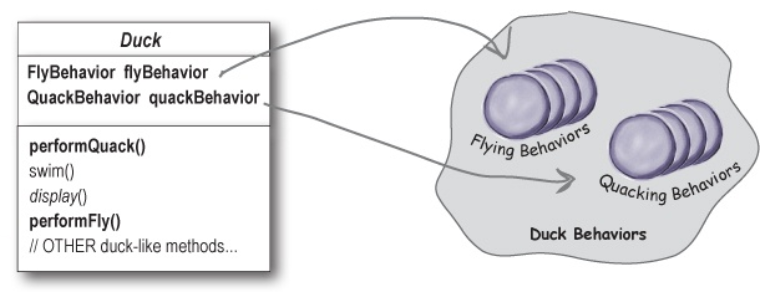 Duck
FlyBehavior flyBehavior
QuackBehavior quackBehavior
performQuack()
swim()
display()
performFly()
// OTHER duck-like methods...
Flying Behaviors
Quacking Behaviors
Duck Behaviors